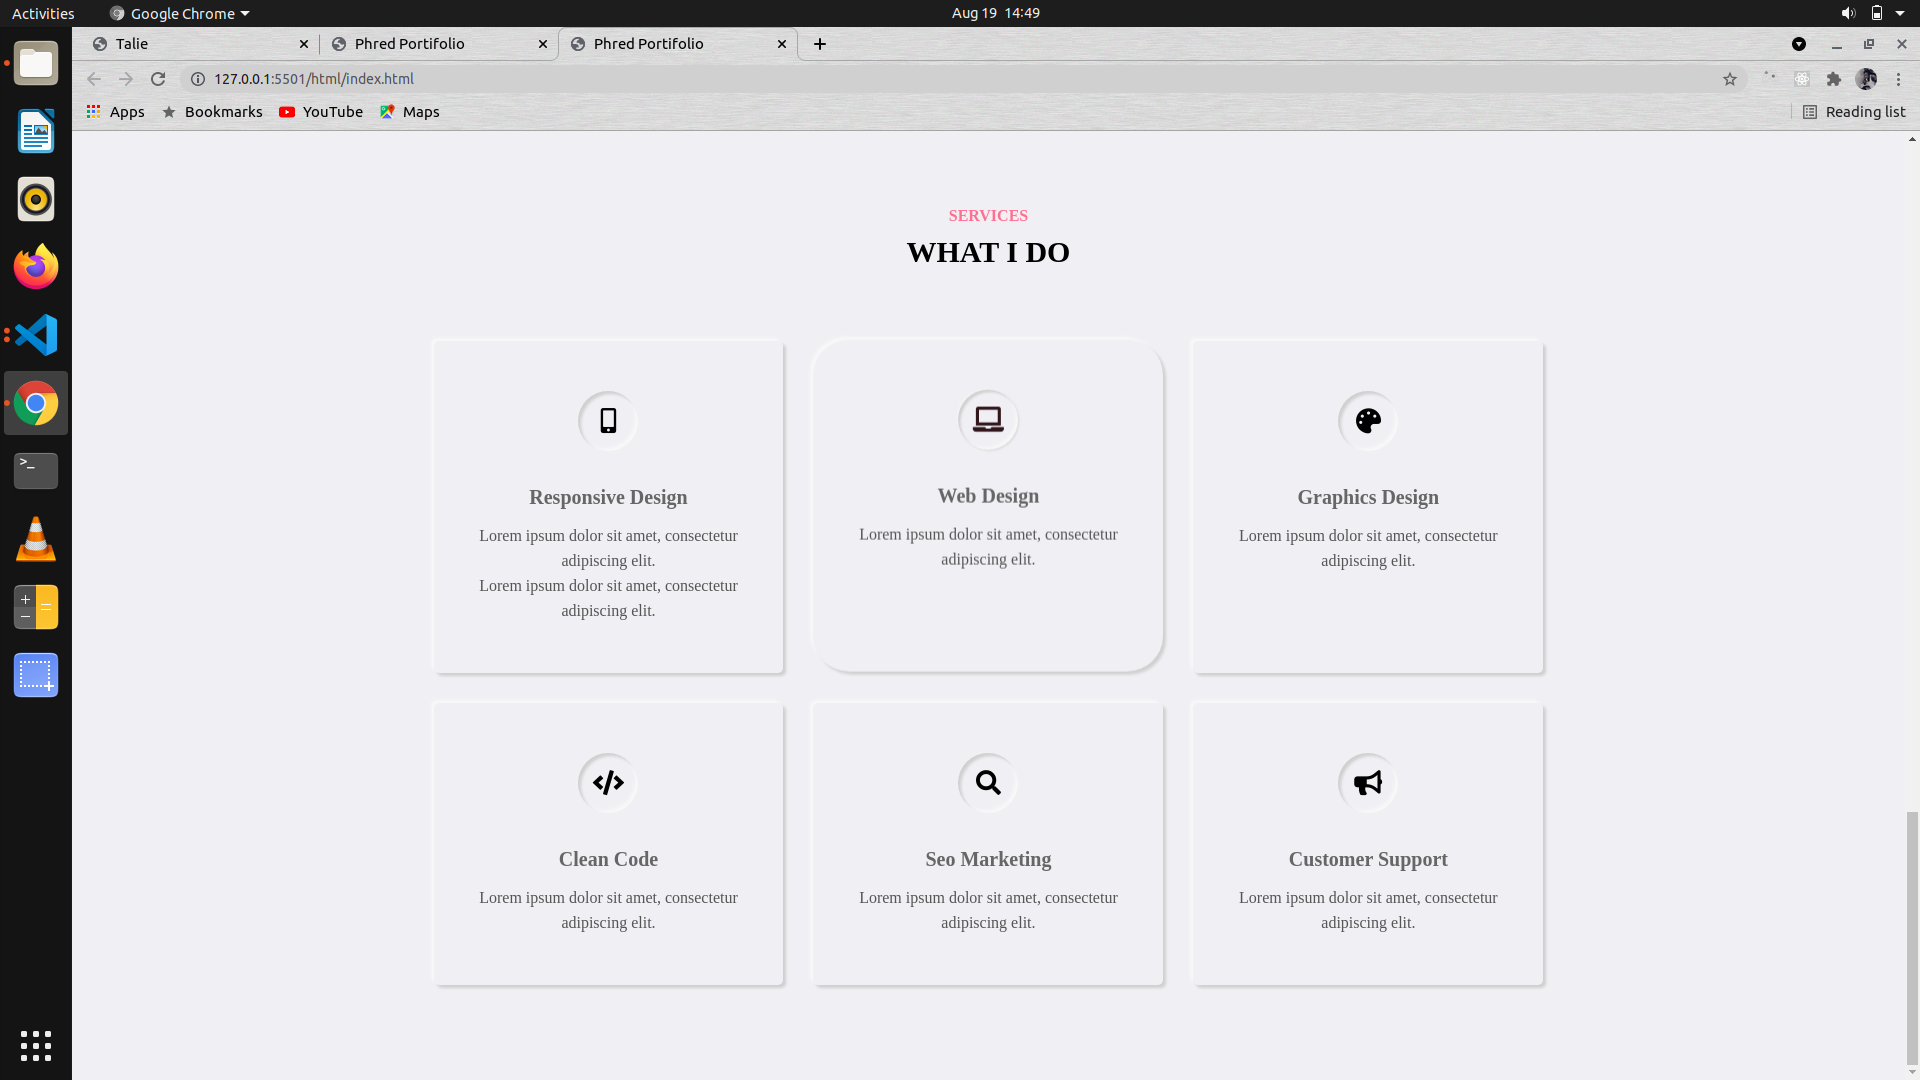 Activities
Google Chrome
Aug 19 14:49
Talie
Phred Portifolio
Phred Portifolio
127.0.0.1:5501/html/index.html
Apps
Bookmarks
YouTube
Maps
Reading list
SERVICES
WHAT I DO
Responsive Design
Lorem ipsum dolor sit amet, consectetur
adipiscing elit.
Lorem ipsum dolor sit amet, consectetur
adipiscing elit.
Web Design
Lorem ipsum dolor sit amet, consectetur
adipiscing elit.
Graphics Design
Lorem ipsum dolor sit amet, consectetur
adipiscing elit.
Clean Code
Lorem ipsum dolor sit amet, consectetur
adipiscing elit.
Seo Marketing
Lorem ipsum dolor sit amet, consectetur
adipiscing elit.
Customer Support
Lorem ipsum dolor sit amet, consectetur
adipiscing elit.